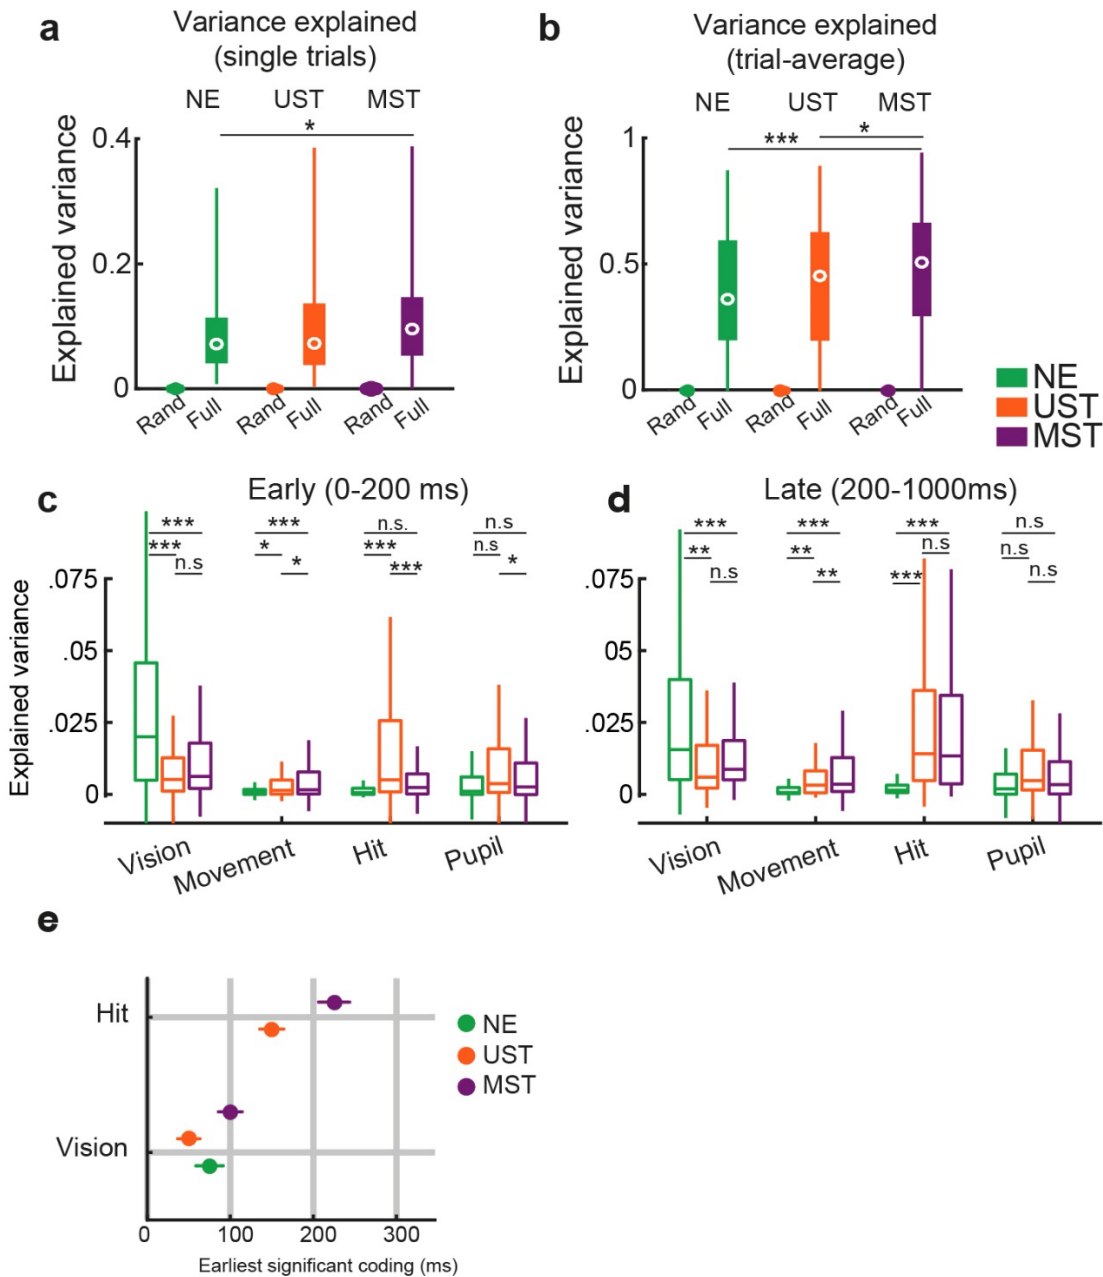 a
Variance explained
(single trials)
NE UST MST
*
0.4
0.2
0
Explained variance
Rand Full Rand Full Rand Full
b
Variance explained
(trial-average)
NE UST MST
*
***
1
0.5
0
Explained variance
Rand Full Rand Full Rand Full
NE
UST
MST
c
Early (0-200 ms)
*** *** n.s. n.s
*** * *** n.s
n.s * *** *
.075
.05
.025
0
Explained variance
Vision Movement Hit Pupil
d
Late (200-1000ms)
*** *** *** n.s
** ** n.s n.s
n.s ** *** n.s
.075
.05
.025
0
Vision Movement Hit Pupil
e
Hit
Vision
NE
UST
MST
0 100 200 300
Earliest significant coding (ms)